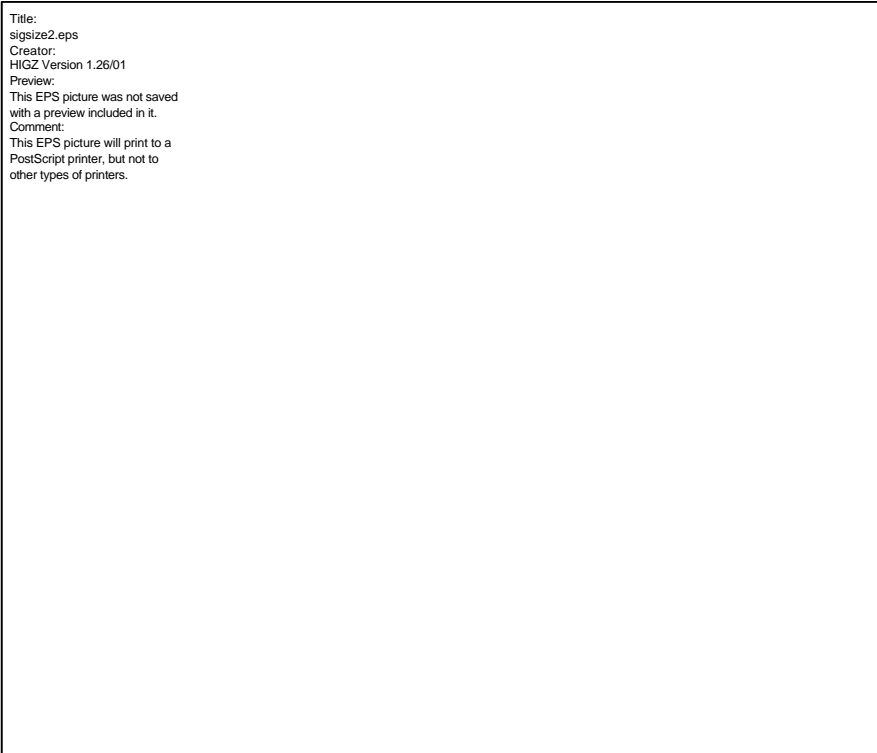 Title:
sigsize2.eps
Creator:
HIGZ Version 1.26/01
Preview:
This EPS picture was not saved
with a preview included in it.
Comment:
This EPS picture will print to a
PostScript printer, but not to
other types of printers.